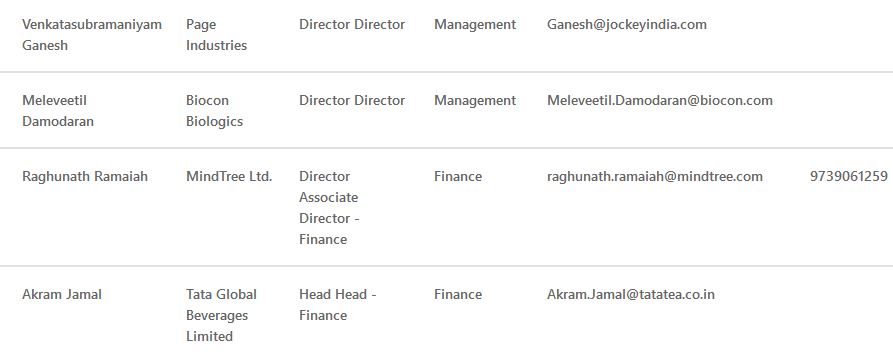 Venkatasubramaniyam Page Director Director Management Ganesh@jockeyindia.com
Ganesh Industries
Meleveetil Biocon Director Director Management Meleveetil.Damodaran@biocon.com
Damodaran Biologics
Raghunath Ramaiah MindTree Ltd. Director Finance raghunath.ramaiah@mindtree.com 9739061259
Associate
Director -
Finance
Akram Jamal Tata Global Head Head - Finance Akram.Jamal@tatatea.co.in
Beverages Finance
Limited